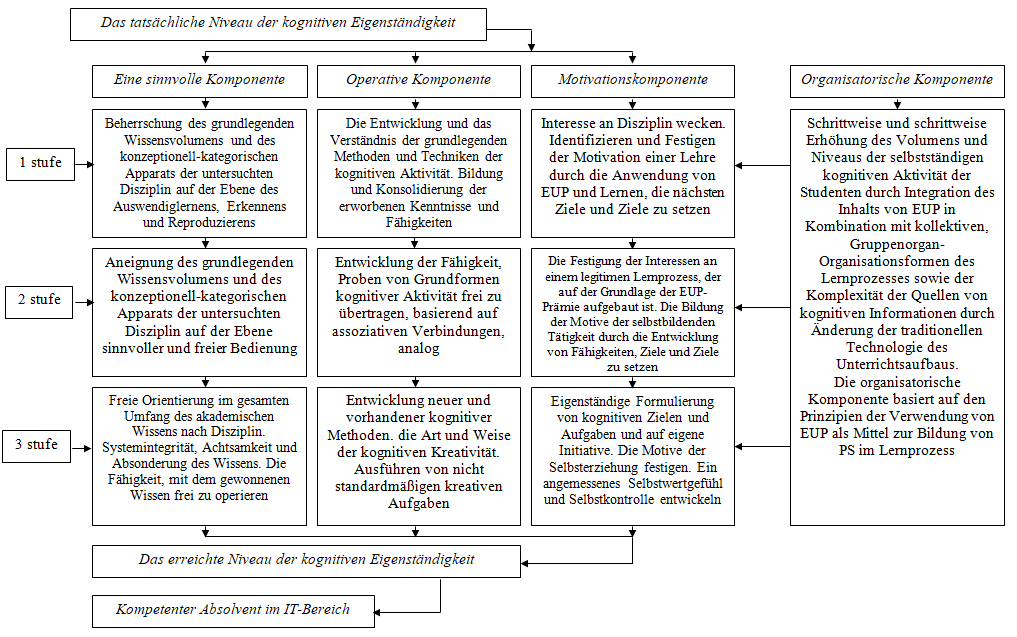 Das tatsächliche Niveau der kognitiven Eigenständigkeit
Eine sinnvolle Komponente
Operative Komponente
Motivationskomponente
Organisatorische Komponente
1 stufe
Beherrschung des grundlegenden
Wissensvolumens und des
konzeptionell-kategorischen
Apparats der untersuchten
Disziplin auf der Ebene des
Auswendiglernens, Erkennens
und Reproduzierens
Die Entwicklung und das
Verständnis der grundlegenden
Methoden und Techniken der
kognitiven Aktivität. Bildung
und Konsolidierung der
erworbenen Kenntnisse und
Fähigkeiten
Interesse an Disziplin wecken.
Identifizieren und Festigen
der Motivation einer Lehre
durch die Anwendung von
EUP und Lernen, die nächsten
Ziele und Ziele zu setzen
Schrittweise und schrittweise
Erhöhung des Volumens und
Niveaus der selbstständigen
kognitiven Aktivität der
Studenten durch Integration des
Inhalts von EUP in
Kombination mit kollektiven,
Gruppenorgan-
Organisationsformen des
Lernprozesses sowie der
Komplexität der Quellen von
kognitiven Informationen durch
Änderung der traditionellen
Technologie des
Unterrichtsaufbaus.
Die organisatorische
Komponente basiert auf den
Prinzipien der Verwendung von
EUP als Mittel zur Bildung von
PS im Lernprozess
2 stufe
Aneignung des grundlegenden
Wissensvolumens und des
konzeptionell-kategorischen
Apparats der untersuchten
Disziplin auf der Ebene
sinnvoller und freier Bedienung
Entwicklung der Fähigkeit,
Proben von Grundformen
kognitiver Aktivität frei zu
übertragen, basierend auf
assoziativen Verbindungen,
analog
Die Festigung der Interessen an
einem legitimen Lernprozess, der
auf der Grundlage der EUP-
Prämie aufgebaut ist. Die Bildung
der Motive der selbstbildenden
Tätigkeit durch die Entwicklung
von Fähigkeiten, Ziele und Ziele
zu setzen
3 stufe
Freie Orientierung im gesamten
Umfang des akademischen
Wissens nach Disziplin.
Systemintegrität, Achtsamkeit und
Absonderung des Wissens. Die
Fähigkeit, mit dem gewonnenen
Wissen frei zu operieren
Entwicklung neuer und
vorhandener kognitiver
Methoden. die Art und Weise
der kognitiven Kreativität.
Ausführen von nicht
standardmäßigen kreativen
Aufgaben
Eigenständige Formulierung
von kognitiven Zielen und
Aufgaben und auf eigene
Initiative. Die Motive der
Selbsterziehung festigen. Ein
angemessenes Selbstwertgefühl
und Selbstkontrolle entwickeln
Das erreichte Niveau der kognitiven Eigenständigkeit
Kompetenter Absolvent im IT-Bereich